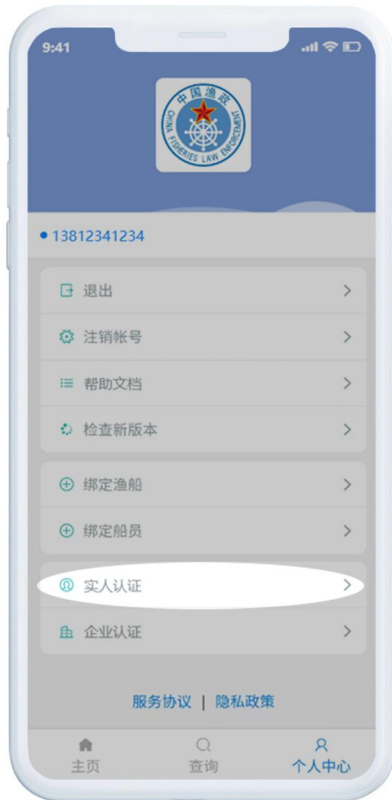 9:41
中国渔政
CHINA FISHERIES LAW ENFORCEMENT
13812341234
退出
注销帐号
帮助文档
检查新版本
绑定渔船
绑定船员
实人认证
企业认证
服务协议 | 隐私政策
主页 查询 个人中心